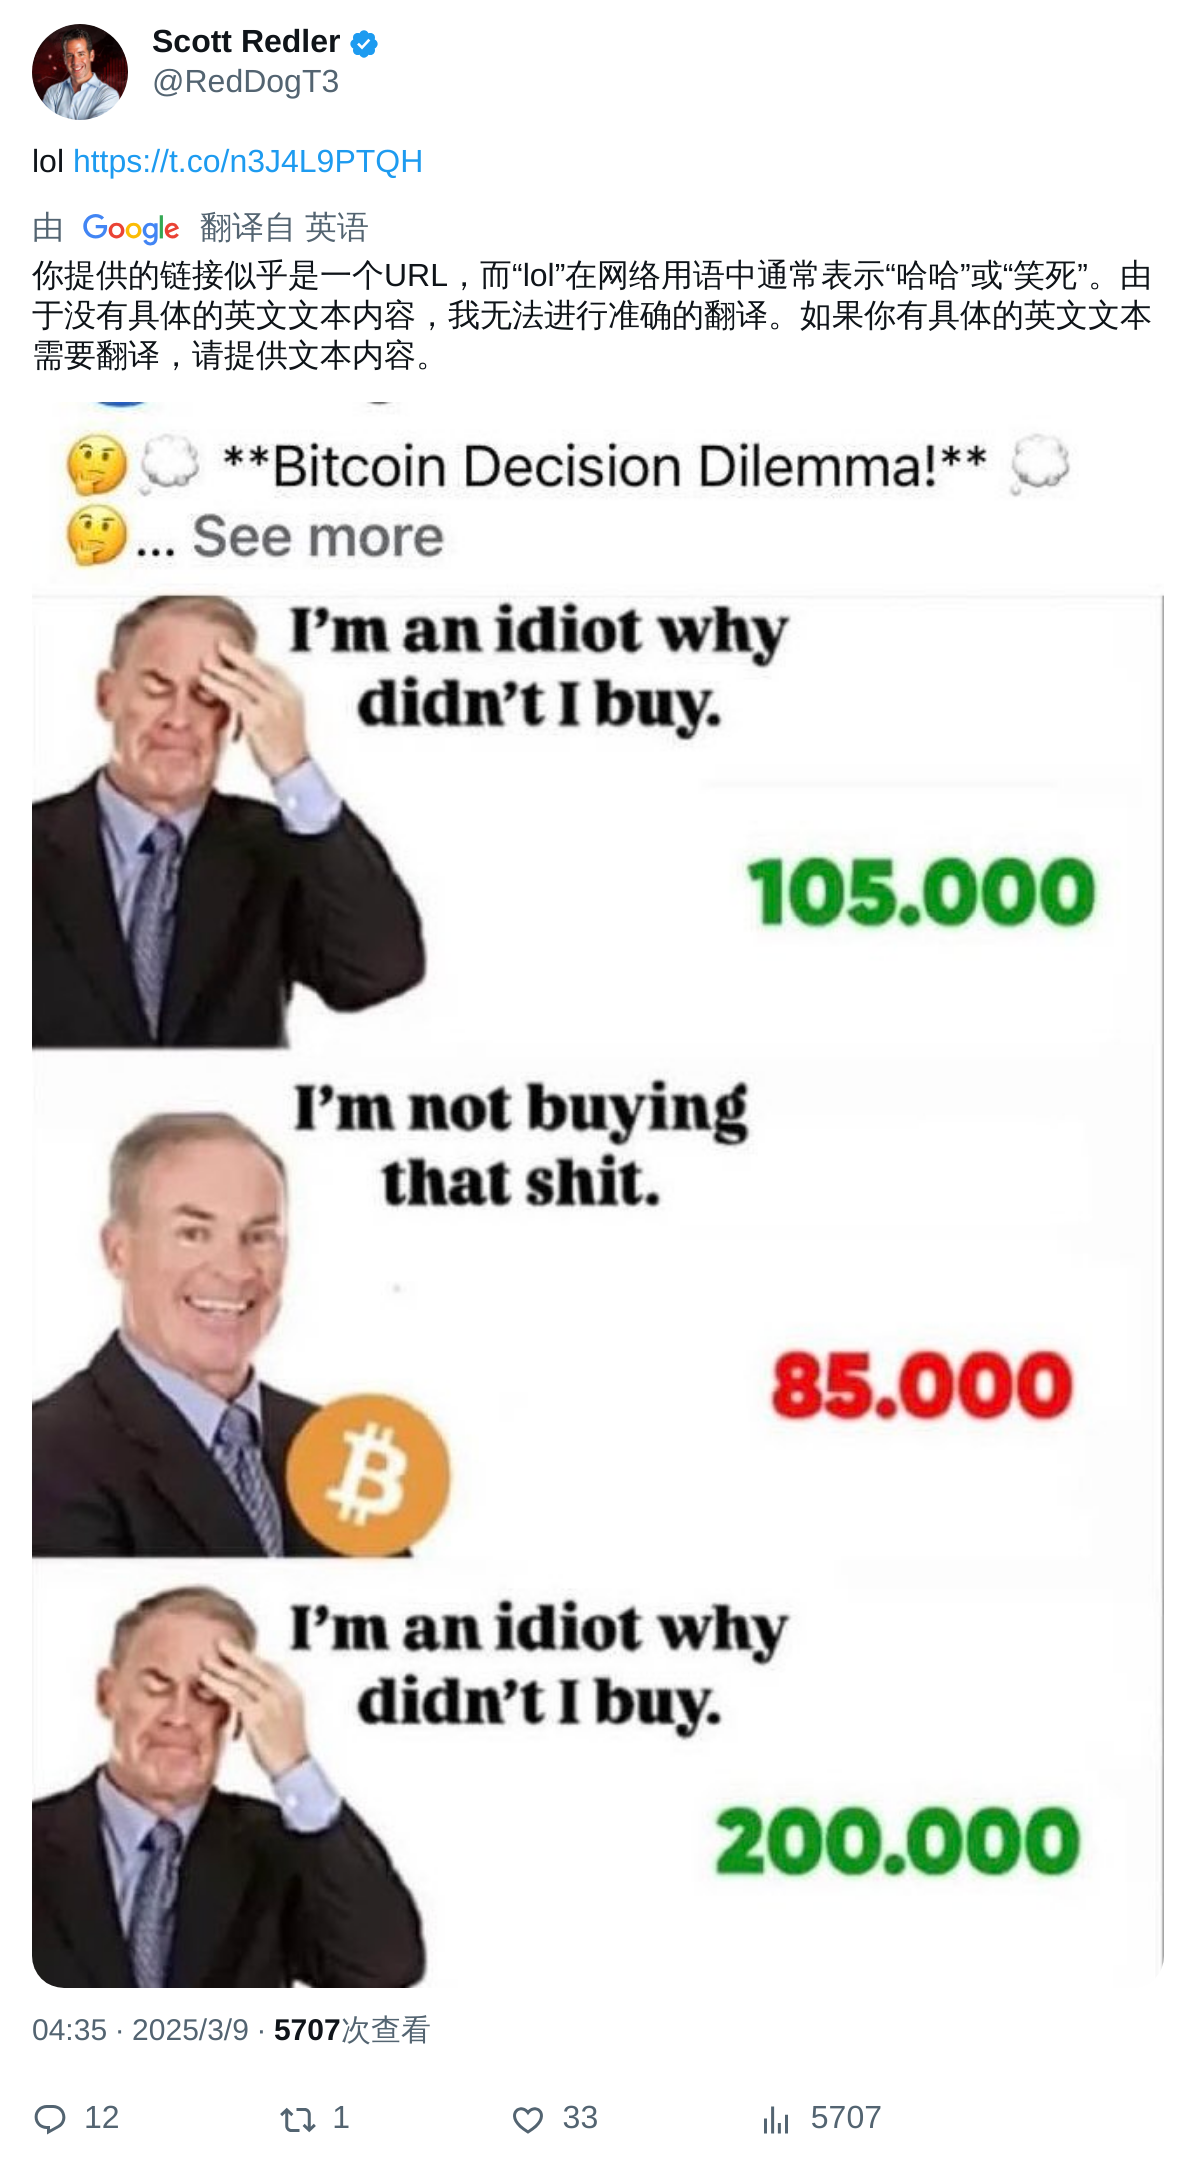 Scott Redler
@RedDogT3
lol https://t.co/n3J4L9PTQH
由 Google 翻译自 英语
你提供的链接似乎是一个URL，而“lol”在网络用语中通常表示“哈哈”或“笑死”。由
于没有具体的英文文本内容，我无法进行准确的翻译。如果你有具体的英文文本
需要翻译，请提供文本内容。
🤔💭 **Bitcoin Decision Dilemma!** 💭
🤔... See more
I’m an idiot why
didn’t I buy.
105.000
I’m not buying
that shit.
85.000
I’m an idiot why
didn’t I buy.
200.000
04:35 · 2025/3/9 · 5707次查看
12 1 33 5707